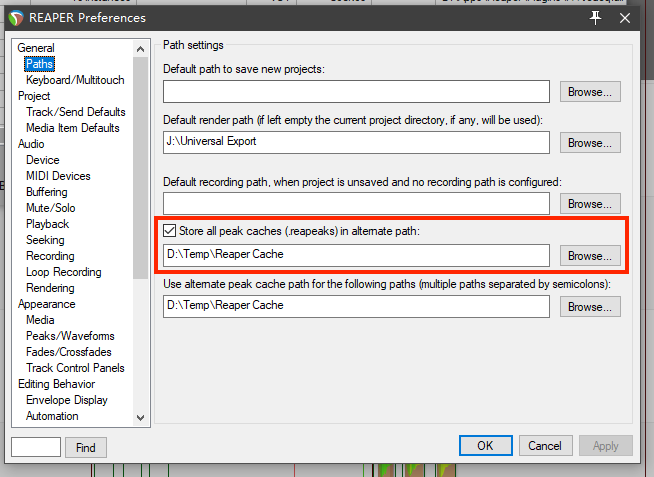 REAPER Preferences
General
Paths
Keyboard/Multitouch
Project
Track/Send Defaults
Media Item Defaults
Audio
Device
MIDI Devices
Buffering
Mute/Solo
Playback
Seeking
Recording
Loop Recording
Rendering
Appearance
Media
Peaks/Waveforms
Fades/Crossfades
Track Control Panels
Editing Behavior
Envelope Display
Automation
Find
Path settings
Default path to save new projects:
Browse...
Default render path (if left empty the current project directory, if any, will be used):
J:\Universal Export
Browse...
Default recording path, when project is unsaved and no recording path is configured:
Browse...
Store all peak caches (.reapeaks) in alternate path:
D:\Temp\Reaper Cache
Browse...
Use alternate peak cache path for the following paths (multiple paths separated by semicolons):
D:\Temp\Reaper Cache
Browse...
OK
Cancel
Apply